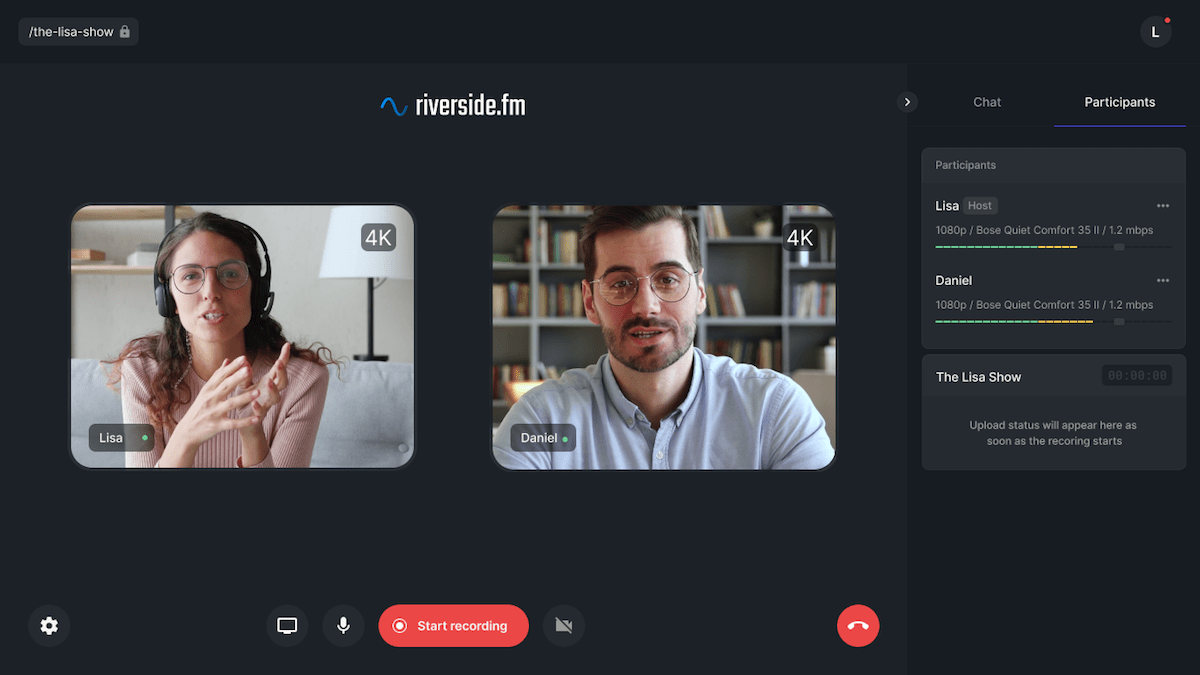 /the-lisa-show
L
riverside.fm
Chat
Participants
4K
Lisa
4K
Daniel
Participants
Lisa Host
1080p / Bose Quiet Comfort 35 II / 1.2 mbps
Daniel
1080p / Bose Quiet Comfort 35 II / 1.2 mbps
The Lisa Show
00:00:00
Upload status will appear here as
soon as the recoring starts
Start recording